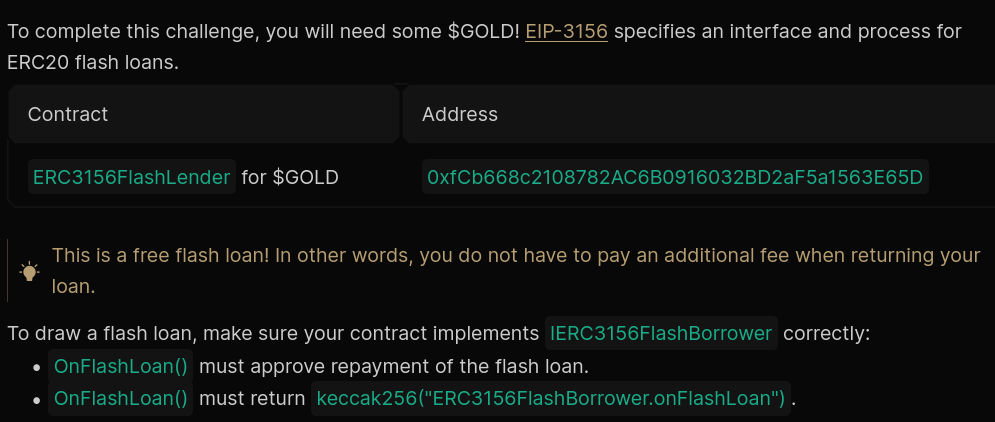 To complete this challenge, you will need some $GOLD! EIP-3156 specifies an interface and process for
ERC20 flash loans.
Contract Address
ERC3156FlashLender for $GOLD 0xfCb668c2108782AC6B0916032BD2aF5a1563E65D
This is a free flash loan! In other words, you do not have to pay an additional fee when returning your
loan.
To draw a flash loan, make sure your contract implements IERC3156FlashBorrower correctly:
• OnFlashLoan() must approve repayment of the flash loan.
• OnFlashLoan() must return keccak256("ERC3156FlashBorrower.onFlashLoan").